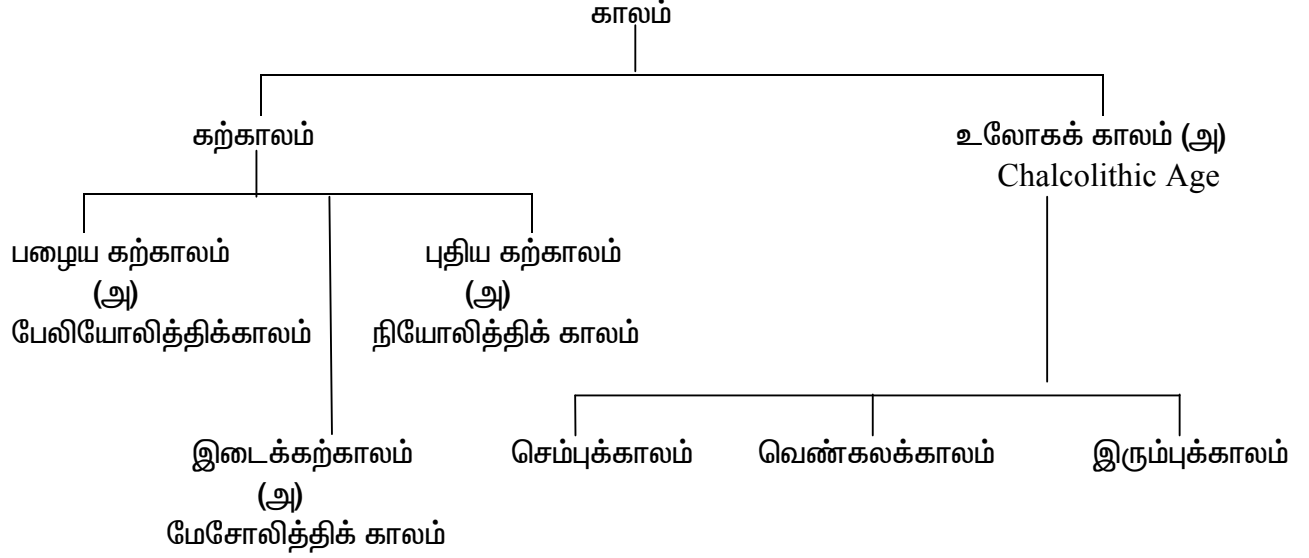 காலம்
கற்காலம்
உலோகக் காலம் (அ)
Chalcolithic Age
பழைய கற்காலம்
(அ)
பேலியோலித்திக்காலம்
புதிய கற்காலம்
(அ)
நியோலித்திக் காலம்
இடைக்கற்காலம்
(அ)
மேசோலித்திக் காலம்
செம்புக்காலம்
வெண்கலக்காலம்
இரும்புக்காலம்